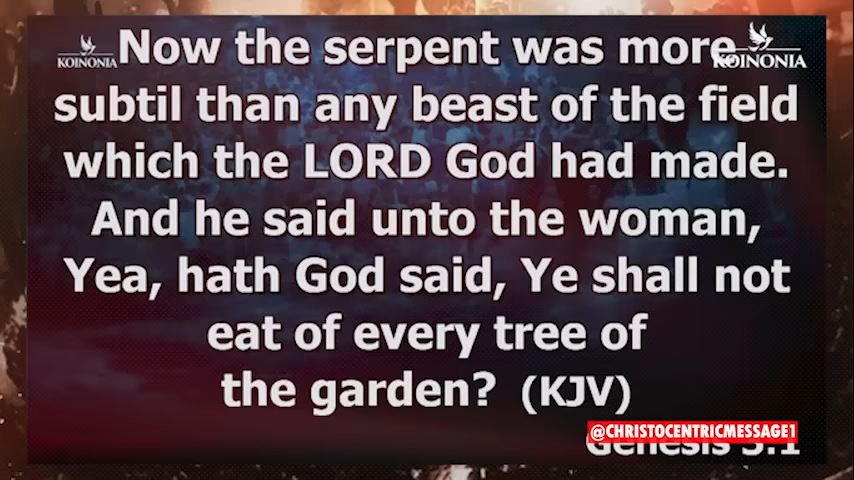 KOINONIA
KOINONIA
Now the serpent was more
subtil than any beast of the field
which the LORD God had made.
And he said unto the woman,
Yea, hath God said, Ye shall not
eat of every tree of
the garden? (KJV)
@CHRISTOCENTRICMESSAGE1
Genesis 3:1